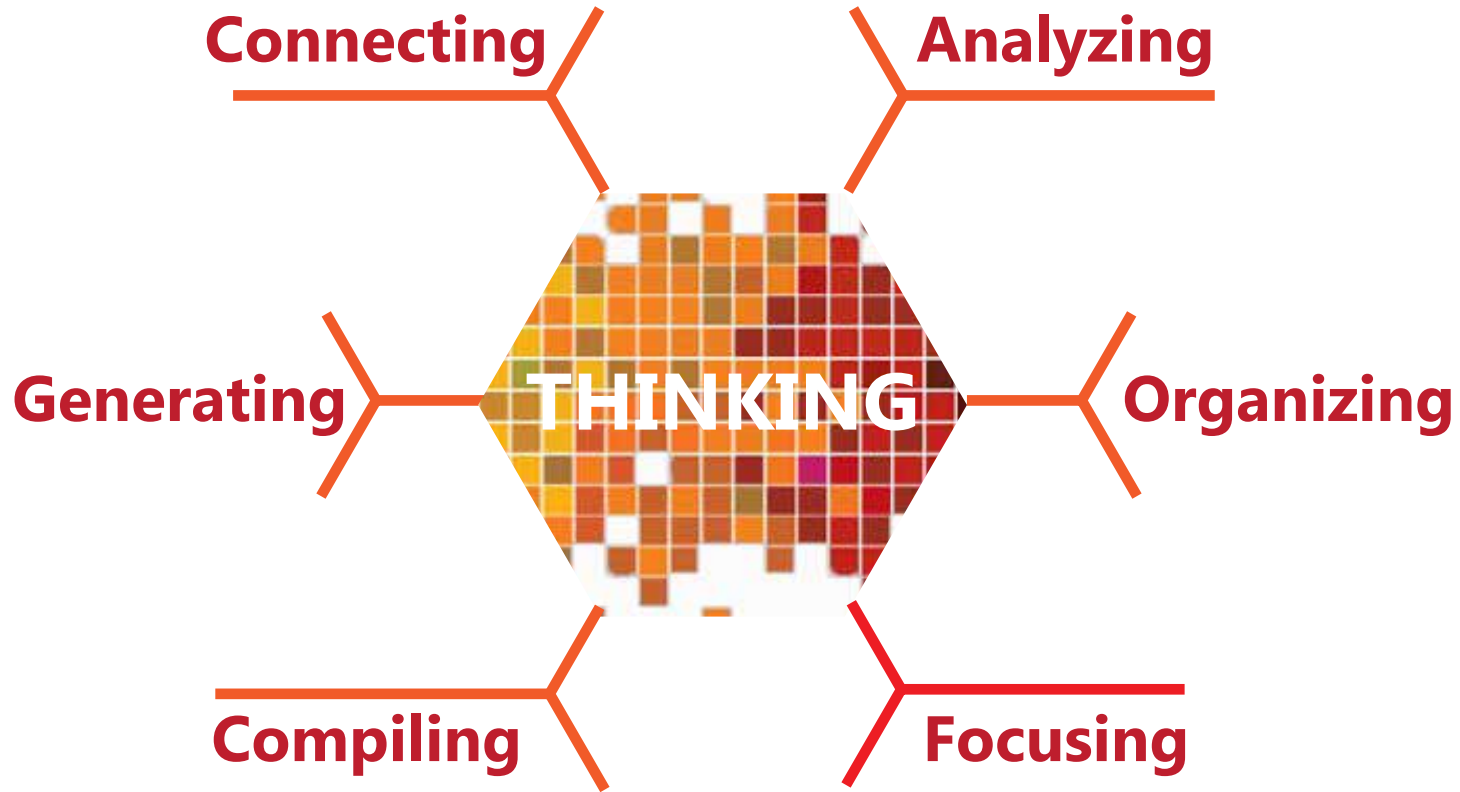 Connecting
Analyzing
Generating
THINKING
Organizing
Compiling
Focusing